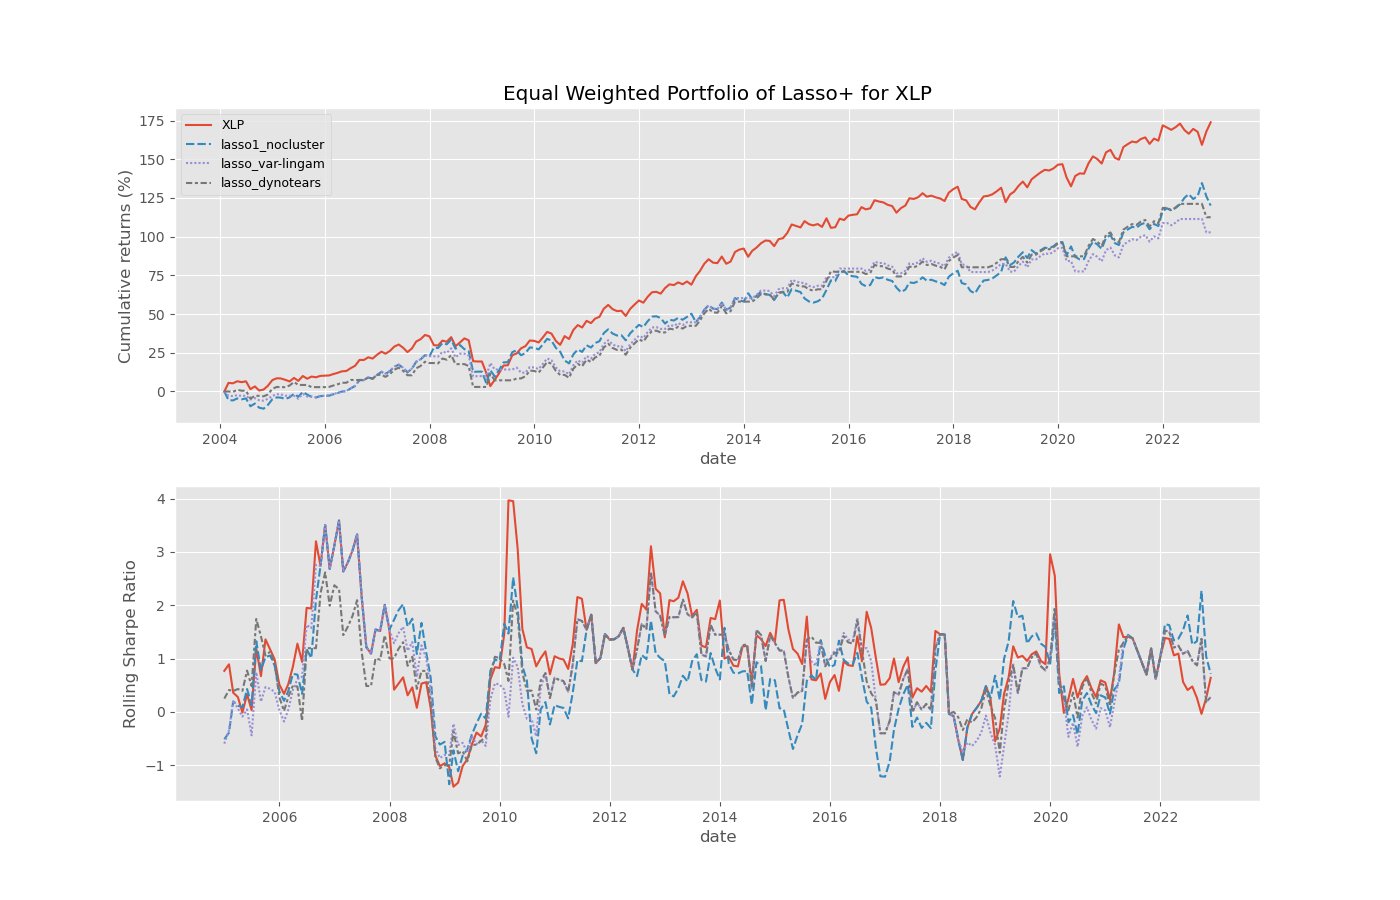 Equal Weighted Portfolio of Lasso+ for XLP
Cumulative returns (%)
175
150
125
100
75
50
25
0
XLP
lasso1_nocluster
lasso_var-lingam
lasso_dynotears
2004 2006 2008 2010 2012 2014 2016 2018 2020 2022
date
Rolling Sharpe Ratio
4
3
2
1
0
−1
2006 2008 2010 2012 2014 2016 2018 2020 2022
date